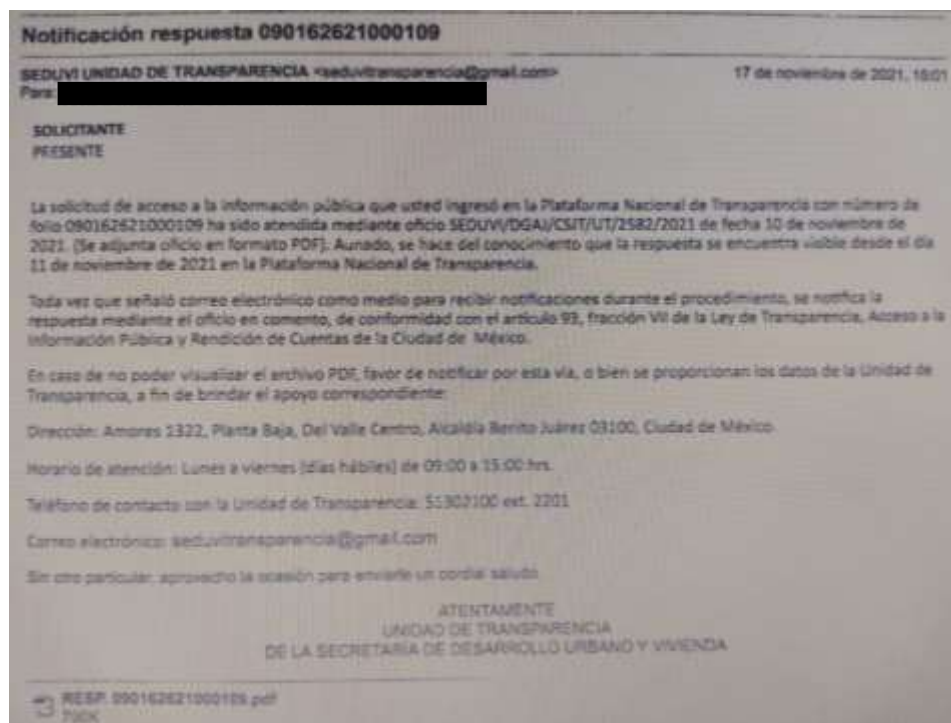 Notificación respuesta 090162621000109
SEDUVI UNIDAD DE TRANSPARENCIA <seduvitransparencia@gmail.com> 17 de noviembre de 2021, 18:01
Para:
SOLICITANTE
PRESENTE
La solicitud de acceso a la información pública que usted ingresó en la Plataforma Nacional de Transparencia con número de
folio 090162621000109 ha sido atendida mediante oficio SEDUVI/DGAJ/CSJT/UT/2582/2021 de fecha 10 de noviembre de
2021. (Se adjunta oficio en formato PDF). Aunado, se hace del conocimiento que la respuesta se encuentra visible desde el día
11 de noviembre de 2021 en la Plataforma Nacional de Transparencia.
Toda vez que señaló correo electrónico como medio para recibir notificaciones durante el procedimiento, se notifica la
respuesta mediante el oficio en comento, de conformidad con el artículo 93, fracción VII de la Ley de Transparencia, Acceso a la
Información Pública y Rendición de Cuentas de la Ciudad de México.
En caso de no poder visualizar el archivo PDF, favor de notificar por esta vía, o bien se proporcionan los datos de la Unidad de
Transparencia, a fin de brindar el apoyo correspondiente:
Dirección: Amores 1322, Planta Baja, Del Valle Centro, Alcaldía Benito Juárez 03100, Ciudad de México.
Horario de atención: Lunes a viernes (días hábiles) de 09:00 a 15:00 hrs.
Teléfono de contacto con la Unidad de Transparencia: 51302100 ext. 2201
Correo electrónico: seduvitransparencia@gmail.com
Sin otro particular, aprovecho la ocasión para enviarle un cordial saludo.
ATENTAMENTE
UNIDAD DE TRANSPARENCIA
DE LA SECRETARÍA DE DESARROLLO URBANO Y VIVIENDA
RESP. 090162621000109.pdf